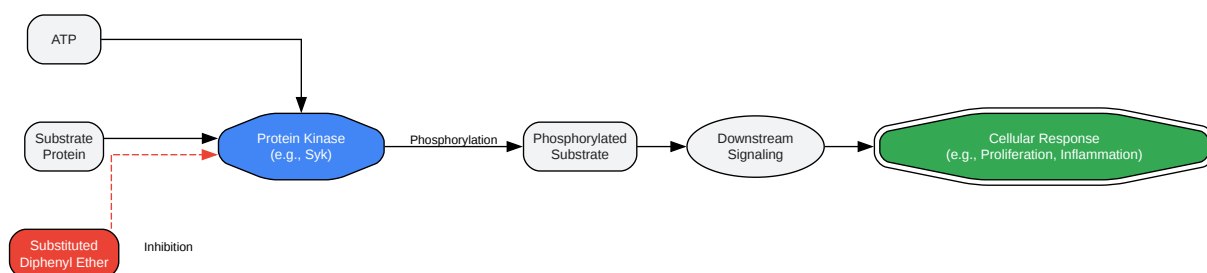 ATP
Substrate
Protein
Protein Kinase
(e.g., Syk)
Phosphorylation
Phosphorylated
Substrate
Downstream
Signaling
Cellular Response
(e.g., Proliferation, Inflammation)
Substituted
Diphenyl Ether
Inhibition